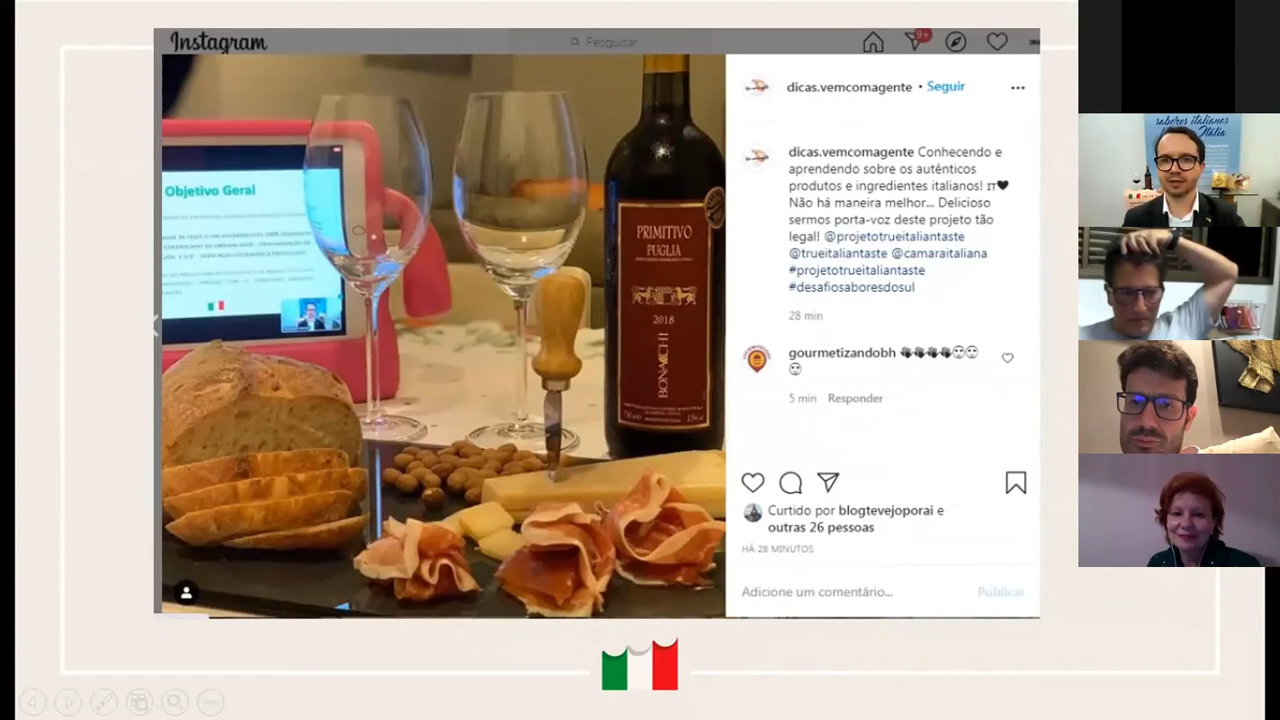 Instagram
Pesquisar
9+
Objetivo Geral
PRIMITIVO
PUGLIA
2018
BONACCHI
dicas.vemcomagente • Seguir
dicas.vemcomagente Conhecendo e
aprendendo sobre os autênticos
produtos e ingredientes italianos! IT🖤
Não há maneira melhor... Delicioso
sermos porta-voz deste projeto tão
legal! @projetotrueitaliantaste
@trueitaliantaste @camaraitaliana
#projetotrueitaliantaste
#desafiosaboresdosul
28 min
gourmetizandobh
5 min Responder
Curtido por blogtevejoporai e
outras 26 pessoas
HÁ 28 MINUTOS
Adicione um comentário...
Publicar
sabores italianos
Itália